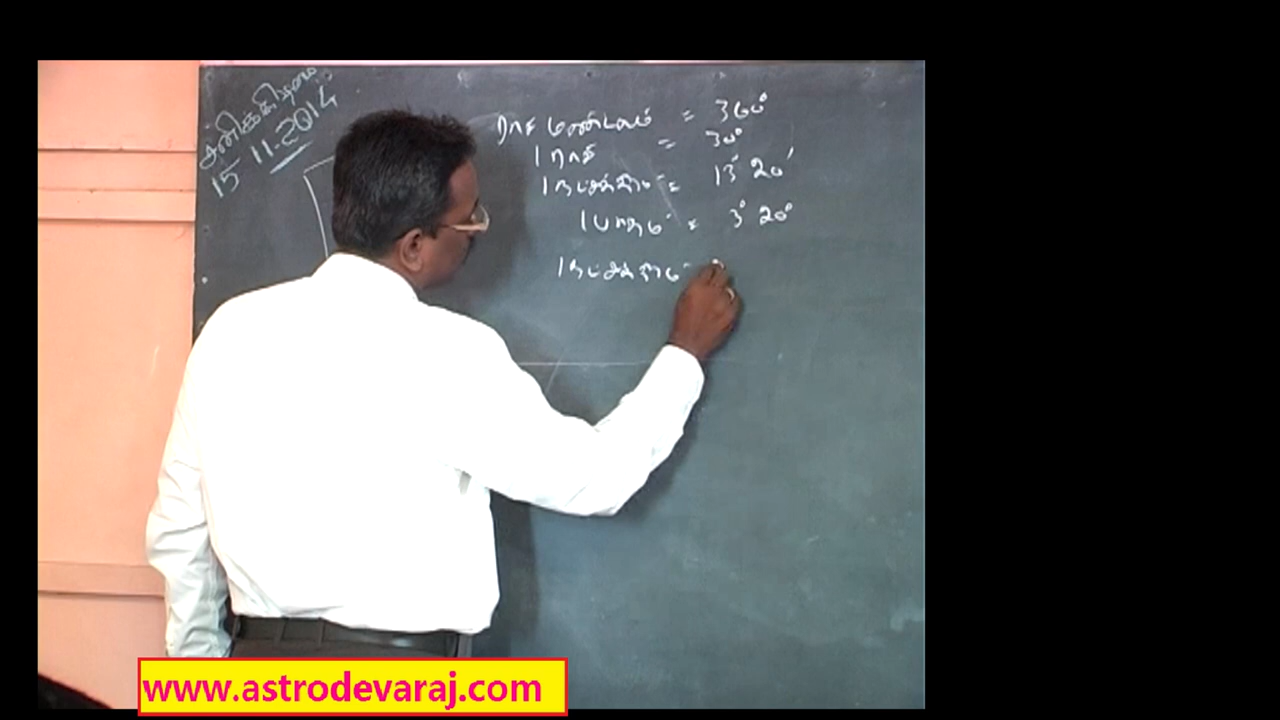 சனிக்கிழமை
15 11-2014
ராசி மண்டலம் = 360°
1 ராசி = 30°
1 நட்சத்திரம் = 13° 20'
1 பாதம் = 3° 20°
1 நட்சத்திரம்
www.astrodevaraj.com